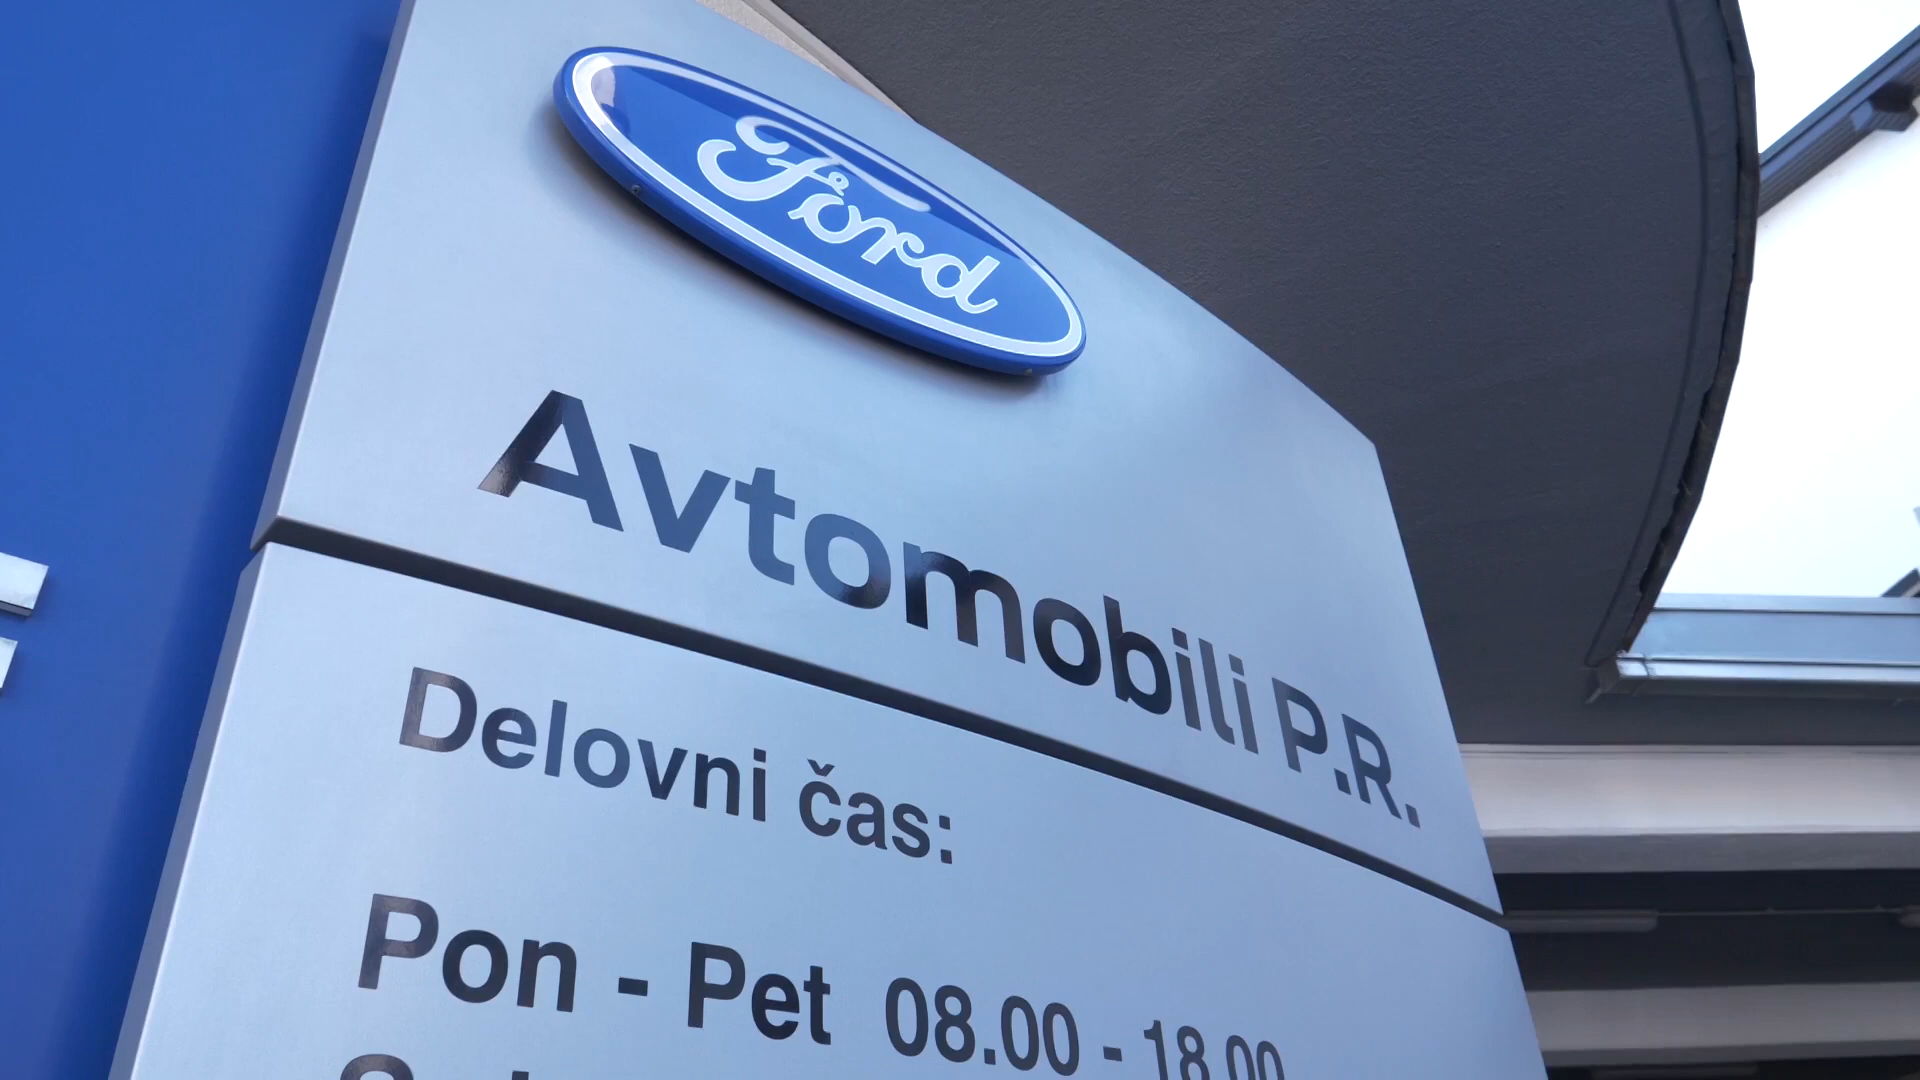 Ford
Avtomobili P.R.
Delovni čas:
Pon - Pet 08.00 - 18.00